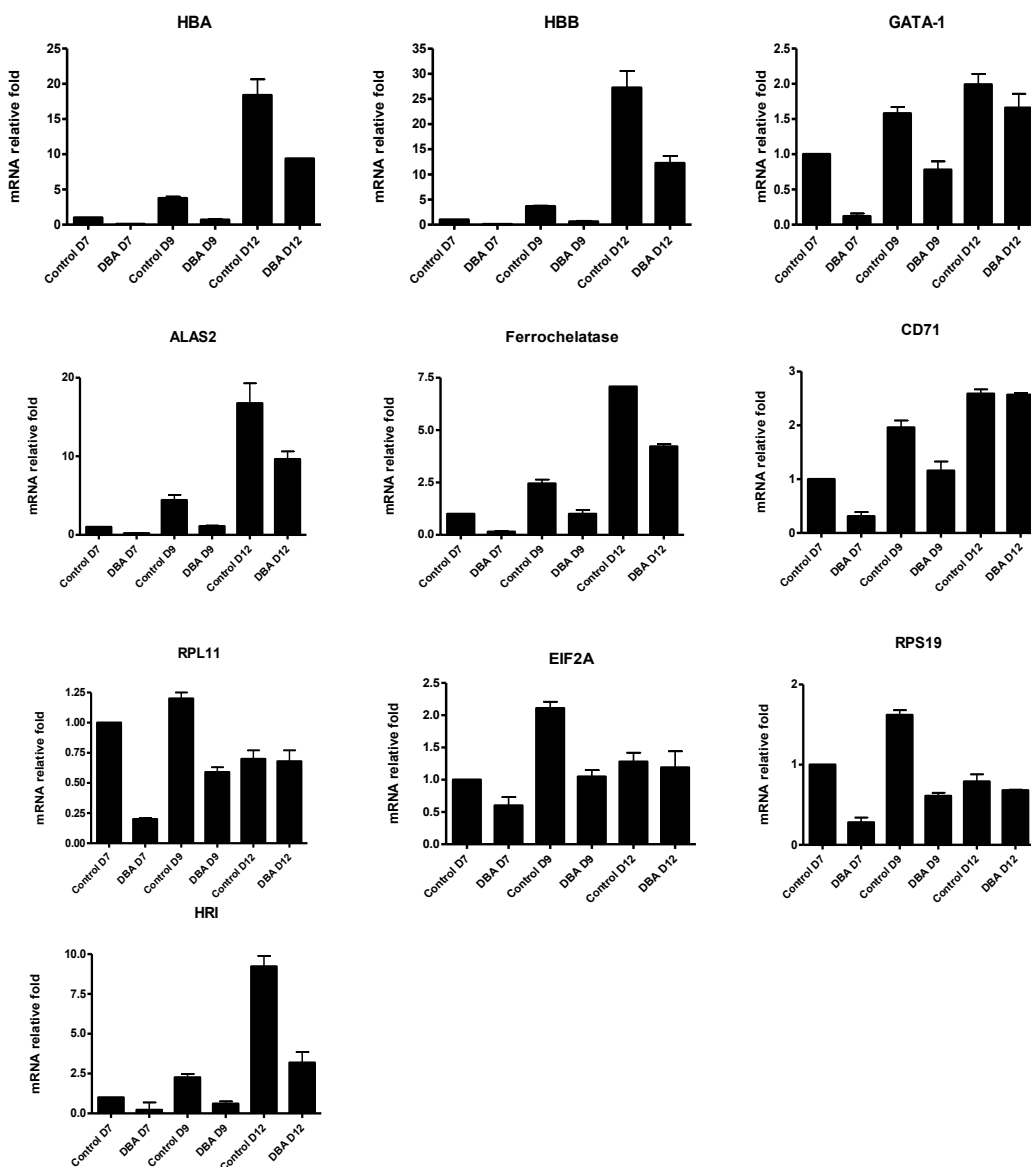 HBA
mRNA relative fold
25
20
15
10
5
0
Control D7
DBA D7
Control D9
DBA D9
Control D12
DBA D12
HBB
mRNA relative fold
35
30
25
20
15
10
5
0
Control D7
DBA D7
Control D9
DBA D9
Control D12
DBA D12
GATA-1
mRNA relative fold
2.5
2.0
1.5
1.0
0.5
0.0
Control D7
DBA D7
Control D9
DBA D9
Control D12
DBA D12
ALAS2
mRNA relative fold
20
10
0
Control D7
DBA D7
Control D9
DBA D9
Control D12
DBA D12
Ferrochelatase
mRNA relative fold
7.5
5.0
2.5
0.0
Control D7
DBA D7
Control D9
DBA D9
Control D12
DBA D12
CD71
mRNA relative fold
3
2
1
0
Control D7
DBA D7
Control D9
DBA D9
Control D12
DBA D12
RPL11
mRNA relative fold
1.25
1.00
0.75
0.50
0.25
0.00
Control D7
DBA D7
Control D9
DBA D9
Control D12
DBA D12
EIF2A
mRNA relative fold
2.5
2.0
1.5
1.0
0.5
0.0
Control D7
DBA D7
Control D9
DBA D9
Control D12
DBA D12
RPS19
mRNA relative fold
2
1
0
Control D7
DBA D7
Control D9
DBA D9
Control D12
DBA D12
HRI
mRNA relative fold
10.0
7.5
5.0
2.5
0.0
Control D7
DBA D7
Control D9
DBA D9
Control D12
DBA D12